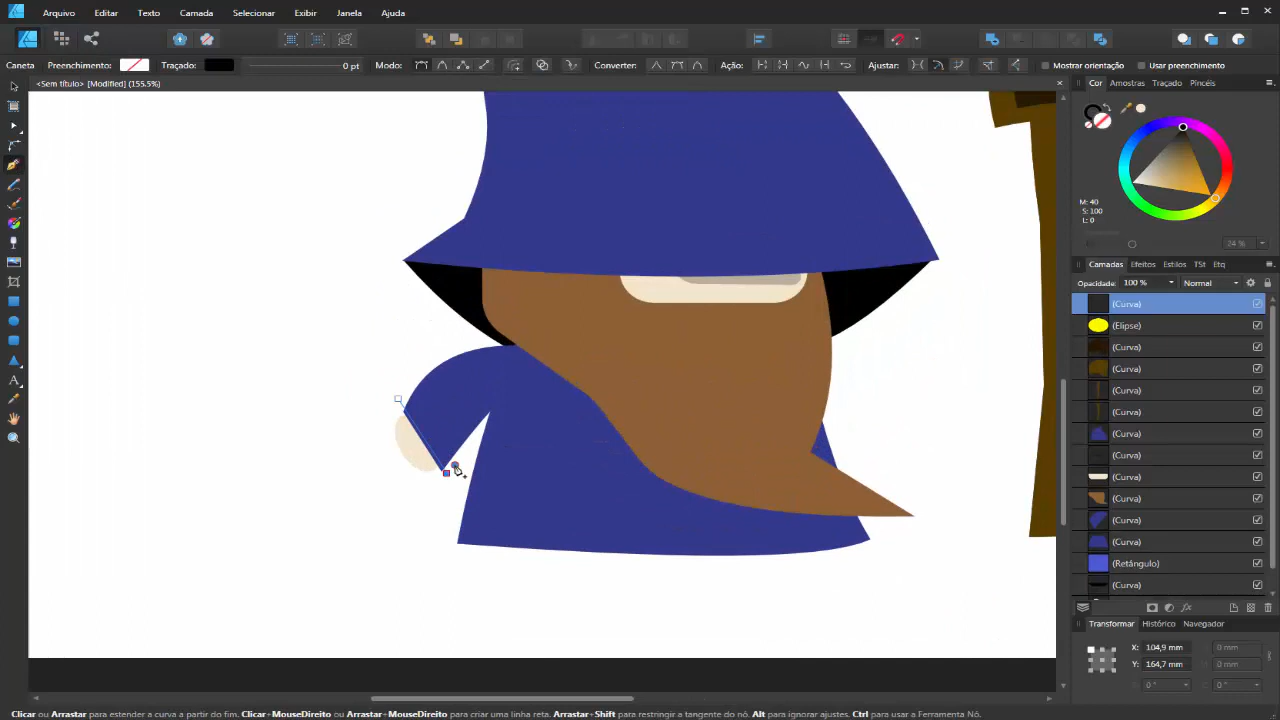 Arquivo Editar Texto Camada Selecionar Exibir Janela Ajuda
Caneta Preenchimento: Traçado: 0 pt Modo: Converter: Ação: Ajustar: Mostrar orientação Usar preenchimento
<Sem título> [Modified] (155.5%)
Cor Amostras Traçado Pincéis
M: 40
S: 100
L: 0
24 %
Camadas Efeitos Estilos TSt Etq
Opacidade: 100 % Normal
(Curva)
(Elipse)
(Curva)
(Curva)
(Curva)
(Curva)
(Curva)
(Curva)
(Curva)
(Curva)
(Curva)
(Curva)
(Retângulo)
(Curva)
Transformar Histórico Navegador
X: 104,9 mm 0 mm
Y: 164,7 mm 0 mm
0 ° 0 °
Clicar ou Arrastar para estender a curva a partir do fim. Clicar+MouseDireito ou Arrastar+MouseDireito para criar uma linha reta. Arrastar+Shift para restringir a tangente do nó. Alt para ignorar ajustes. Ctrl para usar a Ferramenta Nó.